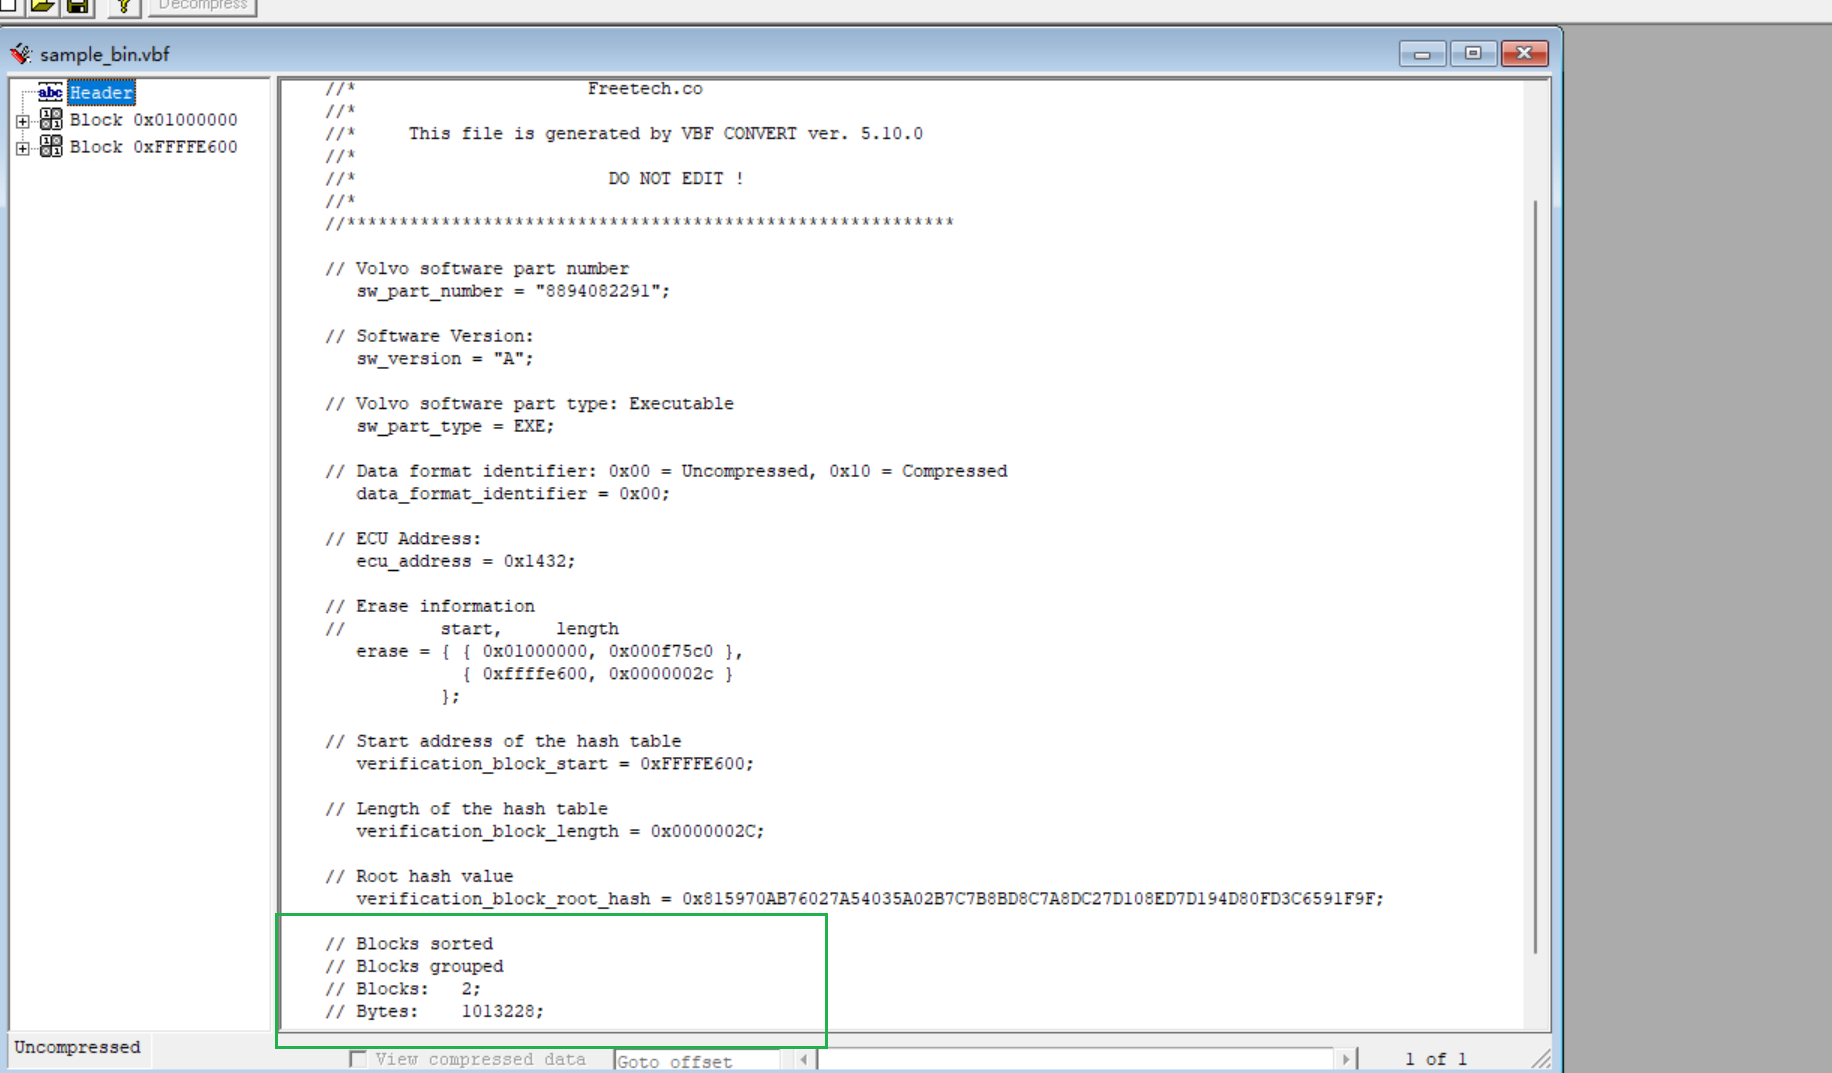 Decompress
sample_bin.vbf
Header
Block 0x01000000
Block 0xFFFFE600
//* Freetech.co
//*
//* This file is generated by VBF CONVERT ver. 5.10.0
//*
//* DO NOT EDIT !
//*
//**********************************************************
// Volvo software part number
sw_part_number = "8894082291";
// Software Version:
sw_version = "A";
// Volvo software part type: Executable
sw_part_type = EXE;
// Data format identifier: 0x00 = Uncompressed, 0x10 = Compressed
data_format_identifier = 0x00;
// ECU Address:
ecu_address = 0x1432;
// Erase information
// start, length
erase = { { 0x01000000, 0x000f75c0 },
{ 0xffffe600, 0x0000002c }
};
// Start address of the hash table
verification_block_start = 0xFFFFE600;
// Length of the hash table
verification_block_length = 0x0000002C;
// Root hash value
verification_block_root_hash = 0x815970AB76027A54035A02B7C7B8BD8C7A8DC27D108ED7D194D80FD3C6591F9F;
// Blocks sorted
// Blocks grouped
// Blocks: 2;
// Bytes: 1013228;
Uncompressed
View compressed data
Goto offset
1 of 1